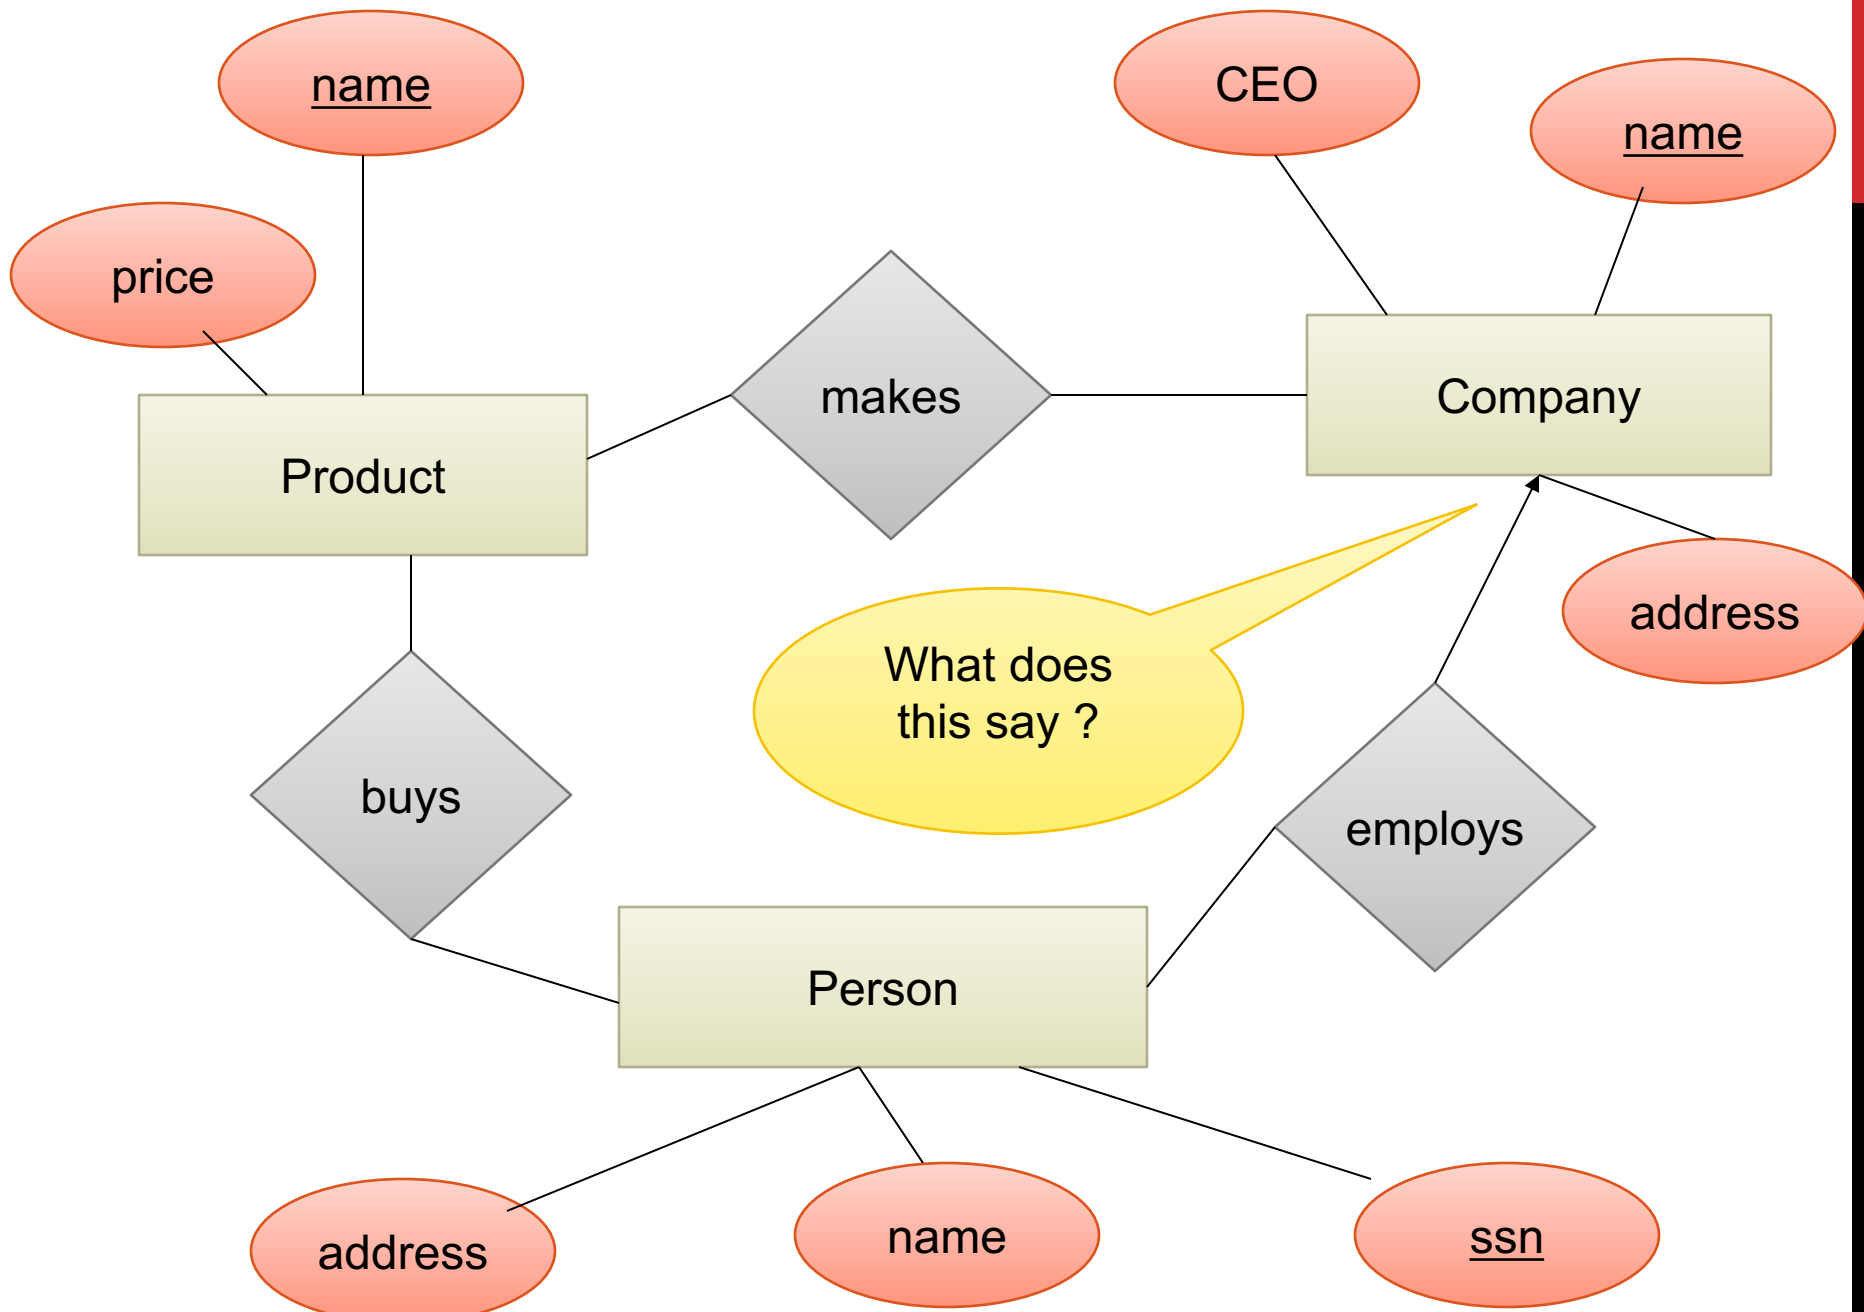 name
CEO
name
price
makes
Company
Product
address
What does
this say ?
buys
employs
Person
address
name
ssn